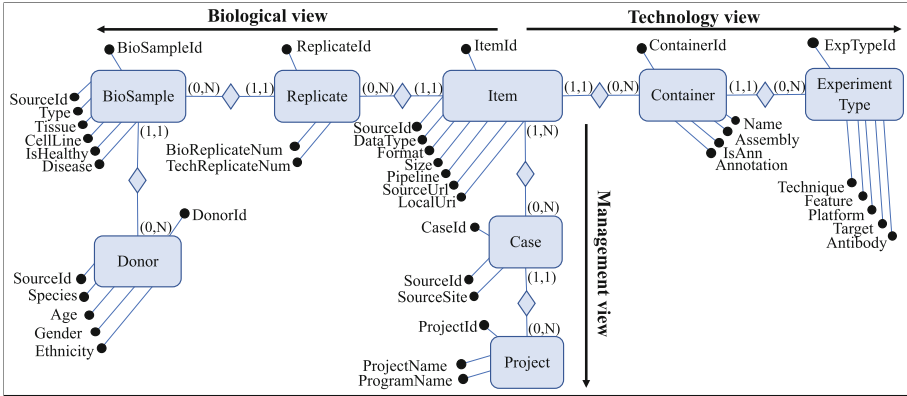 Biological view
Technology view
BioSampleId
ReplicateId
ItemId
ContainerId
ExpTypeId
BioSample
(0,N)
(1,1)
Replicate
(0,N)
(1,1)
Item
(1,1)
(0,N)
Container
(1,1)
(0,N)
Experiment
Type
SourceId
Type
Tissue
CellLine
IsHealthy
Disease
(1,1)
BioReplicateNum
TechReplicateNum
SourceId
DataType
Format
Size
Pipeline
SourceUrl
LocalUri
(1,N)
Name
Assembly
IsAnn
Annotation
Technique
Feature
Platform
Target
Antibody
Management view
(0,N)
DonorId
Donor
SourceId
Species
Age
Gender
Ethnicity
(0,N)
CaseId
Case
SourceId
SourceSite
(1,1)
ProjectId
(0,N)
Project
ProjectName
ProgramName